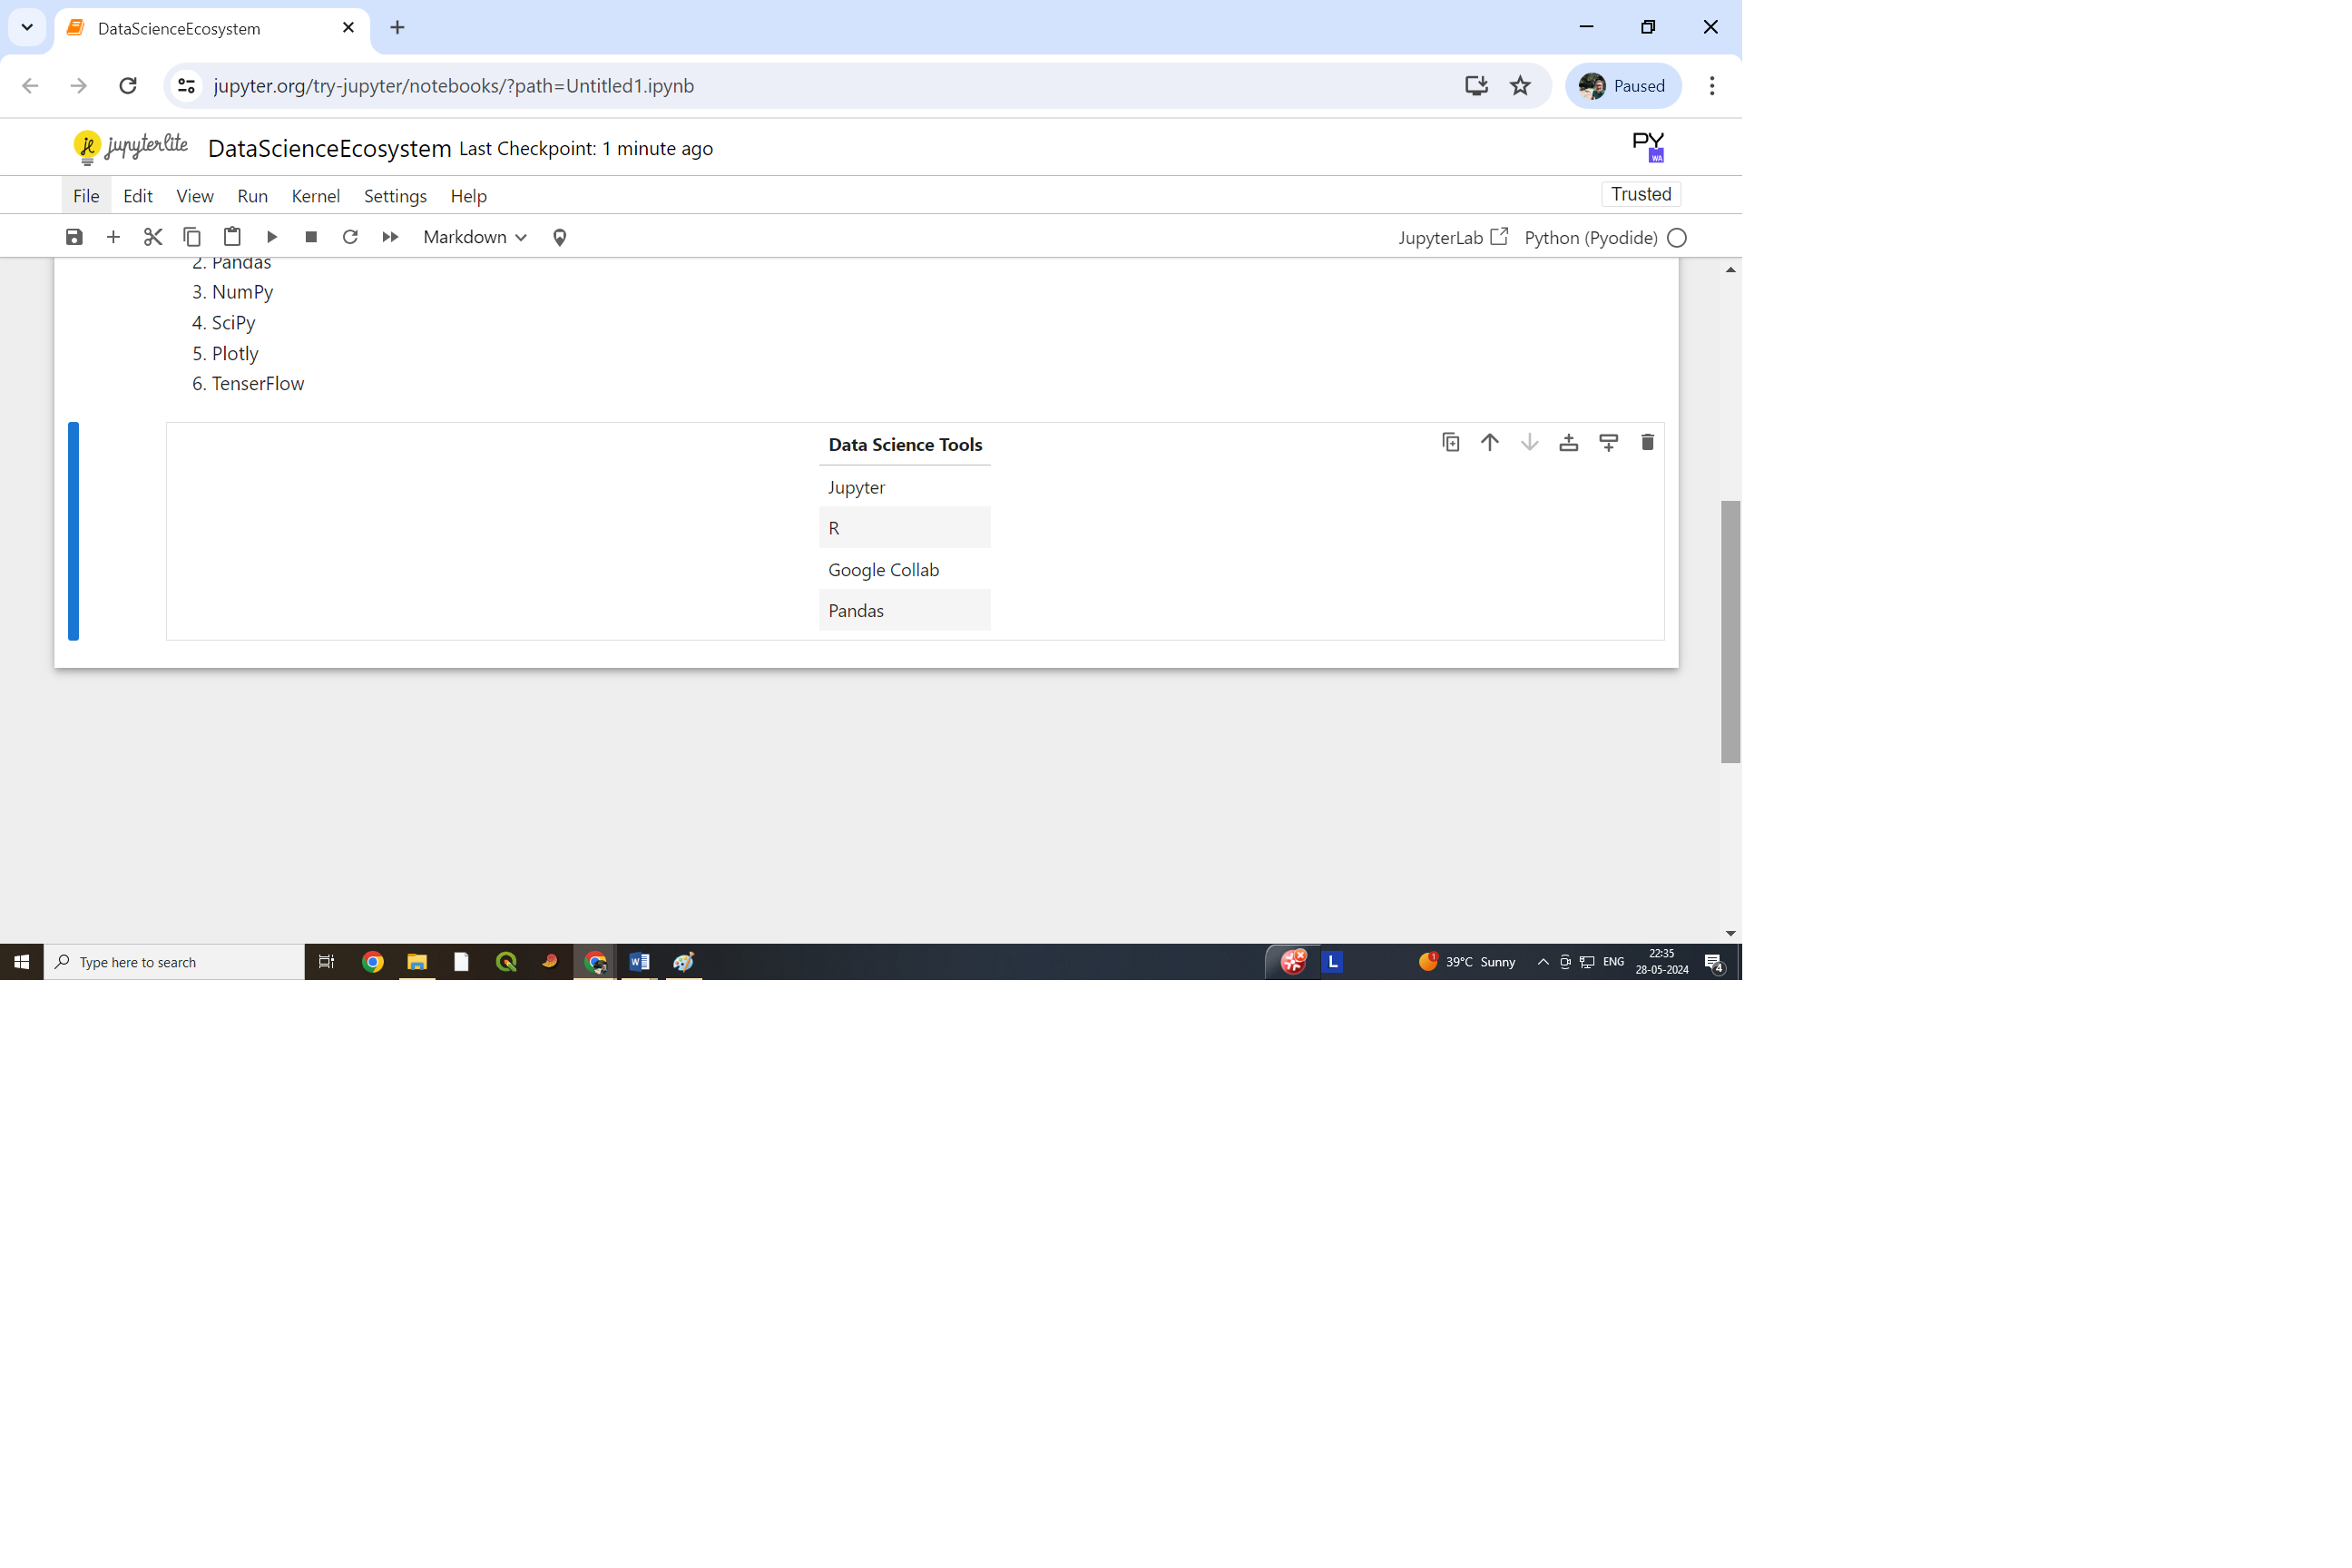 DataScienceEcosystem
jupyter.org/try-jupyter/notebooks/?path=Untitled1.ipynb
Paused
jupyterlite DataScienceEcosystem Last Checkpoint: 1 minute ago
PY
WA
File Edit View Run Kernel Settings Help
Trusted
Markdown
JupyterLab Python (Pyodide)
2. Pandas
3. NumPy
4. SciPy
5. Plotly
6. TenserFlow
Data Science Tools
Jupyter
R
Google Collab
Pandas
Type here to search
L
1
39°C Sunny
ENG
22:35
28-05-2024
4